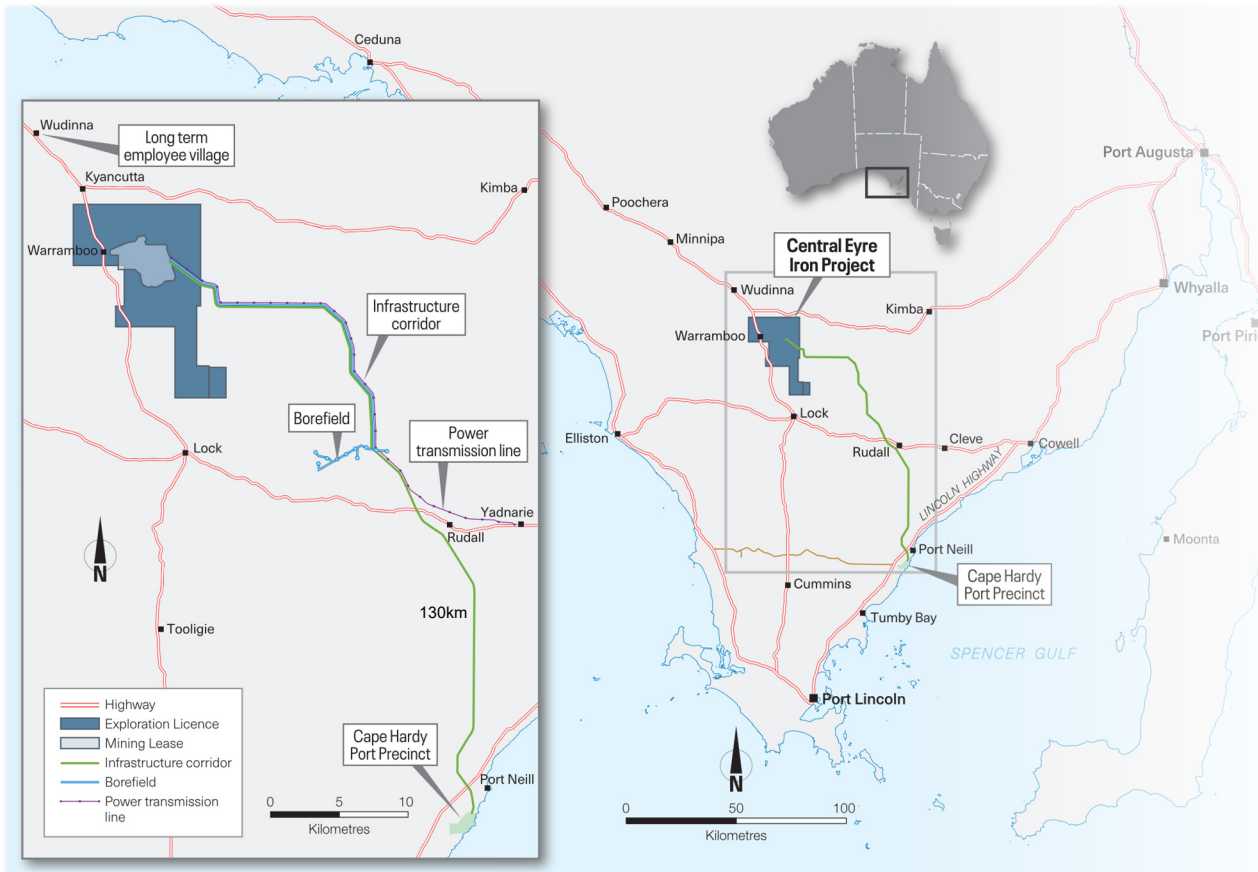 Ceduna
Wudinna
Long term
employee village
Kyancutta
Kimba
Warramboo
Infrastructure
corridor
Borefield
Power
transmission line
Lock
Yadnarie
Rudall
N
130km
Tooligie
Highway
Exploration Licence
Mining Lease
Infrastructure corridor
Borefield
Power transmission
line
Cape Hardy
Port Precinct
Port Neill
0 5 10
Kilometres
Port Augusta
Poochera
Minnipa
Central Eyre
Iron Project
Wudinna
Whyalla
Kimba
Warramboo
Port Piri
Lock
Elliston
Cleve
Cowell
Rudall
LINCOLN HIGHWAY
Port Neill
Moonta
Cape Hardy
Port Precinct
Cummins
Tumby Bay
SPENCER GULF
Port Lincoln
N
0 50 100
Kilometres